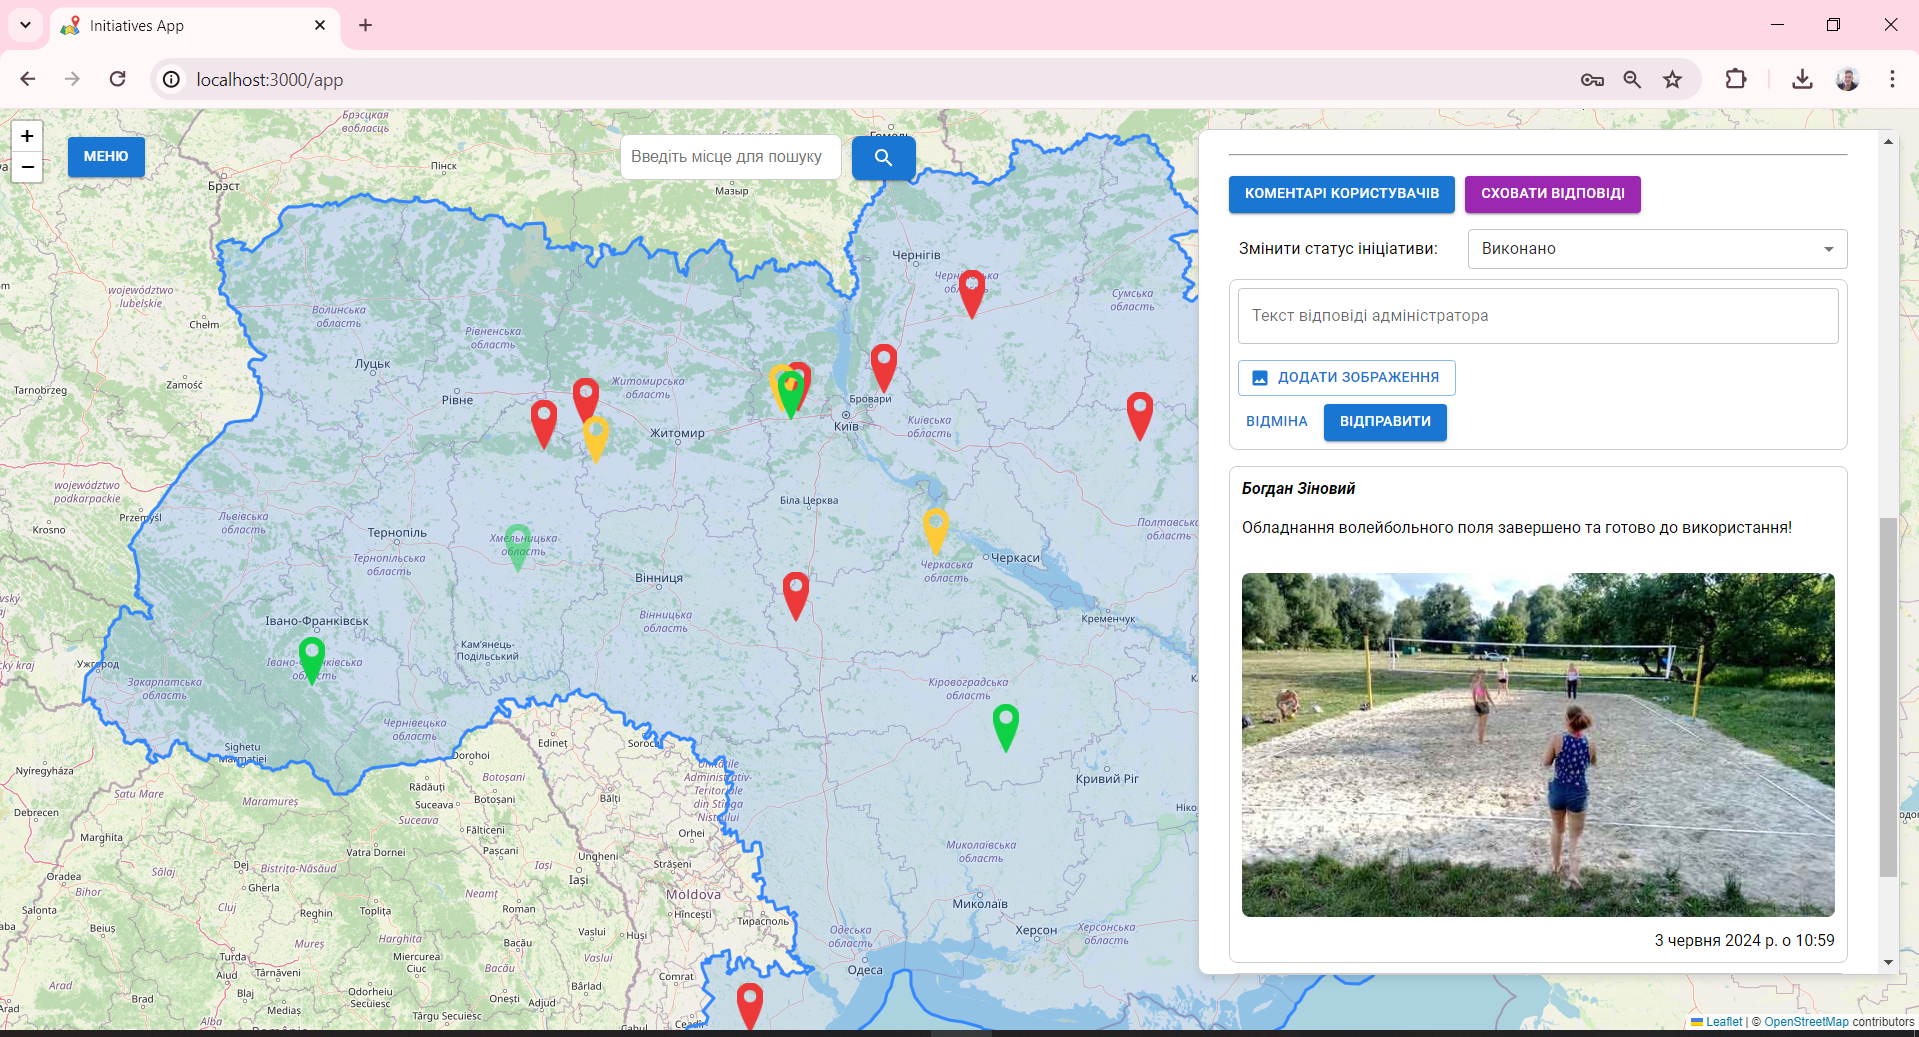 Initiatives App
localhost:3000/app
+
−
МЕНЮ
Введіть місце для пошуку
Брэсцкая
вобласць
Пінск
Брэст
Гомель
Мазыр
województwo
lubelskie
Chełm
Волинська
область
Рівненська
область
Чернігів
Сумська
область
Луцьк
Tarnobrzeg
Zamość
Рівне
Житомирська
область
Бровари
Київ
Київська
область
Житомир
województwo
podkarpackie
Krosno
Przemyśl
Львівська
область
Тернопіль
Тернопільська
область
Хмельницька
область
Біла Церква
Полтавська
область
Черкаси
Черкаська
область
Вінниця
Вінницька
область
Кременчук
Івано-Франківськ
Івано-Франківська
область
Кам'янець-
Подільський
Ужгород
Закарпатська
область
Чернівецька
область
Кіровоградська
область
Sighetu
Marmației
Dorohoi
Edineț
Soroca
Nyíregyháza
Satu Mare
Maramureș
Rădăuți
Suceava
Suceava
Botoșani
Botoșani
Bălți
Unitățile
Administrativ-
Teritoriale
din Stînga
Nistrului
Кривий Ріг
Debrecen
Marghita
Fălticeni
Pașcani
Orhei
Vatra Dornei
Bistrița-Năsăud
Dej
Gherla
Sălaj
Iași
Iași
Ungheni
Strășeni
Moldova
Hîncești
Тирасполь
Миколаївська
область
Миколаїв
Oradea
Bihor
Salonta
Beiuș
Cluj
Reghin
Toplița
Neamț
Roman
Bacău
Bacău
Vaslui
Vaslui
Huși
Mureș
Harghita
Miercurea
Ciuc
Turda
Aiud
Târnăveni
Blaj
Mediaș
Odorheiu
Secuiesc
Târgu Secuiesc
Onești
Adjud
Bârlad
Comrat
Cahul
Arad
Brad
Alba
Одеська
область
Одеса
Херсон
Херсонська
область
КОМЕНТАРІ КОРИСТУВАЧІВ
СХОВАТИ ВІДПОВІДІ
Змінити статус ініціативи:
Виконано
Текст відповіді адміністратора
ДОДАТИ ЗОБРАЖЕННЯ
ВІДМІНА
ВІДПРАВИТИ
Богдан Зіновий
Обладнання волейбольного поля завершено та готово до використання!
3 червня 2024 р. о 10:59
Leaflet | © OpenStreetMap contributors